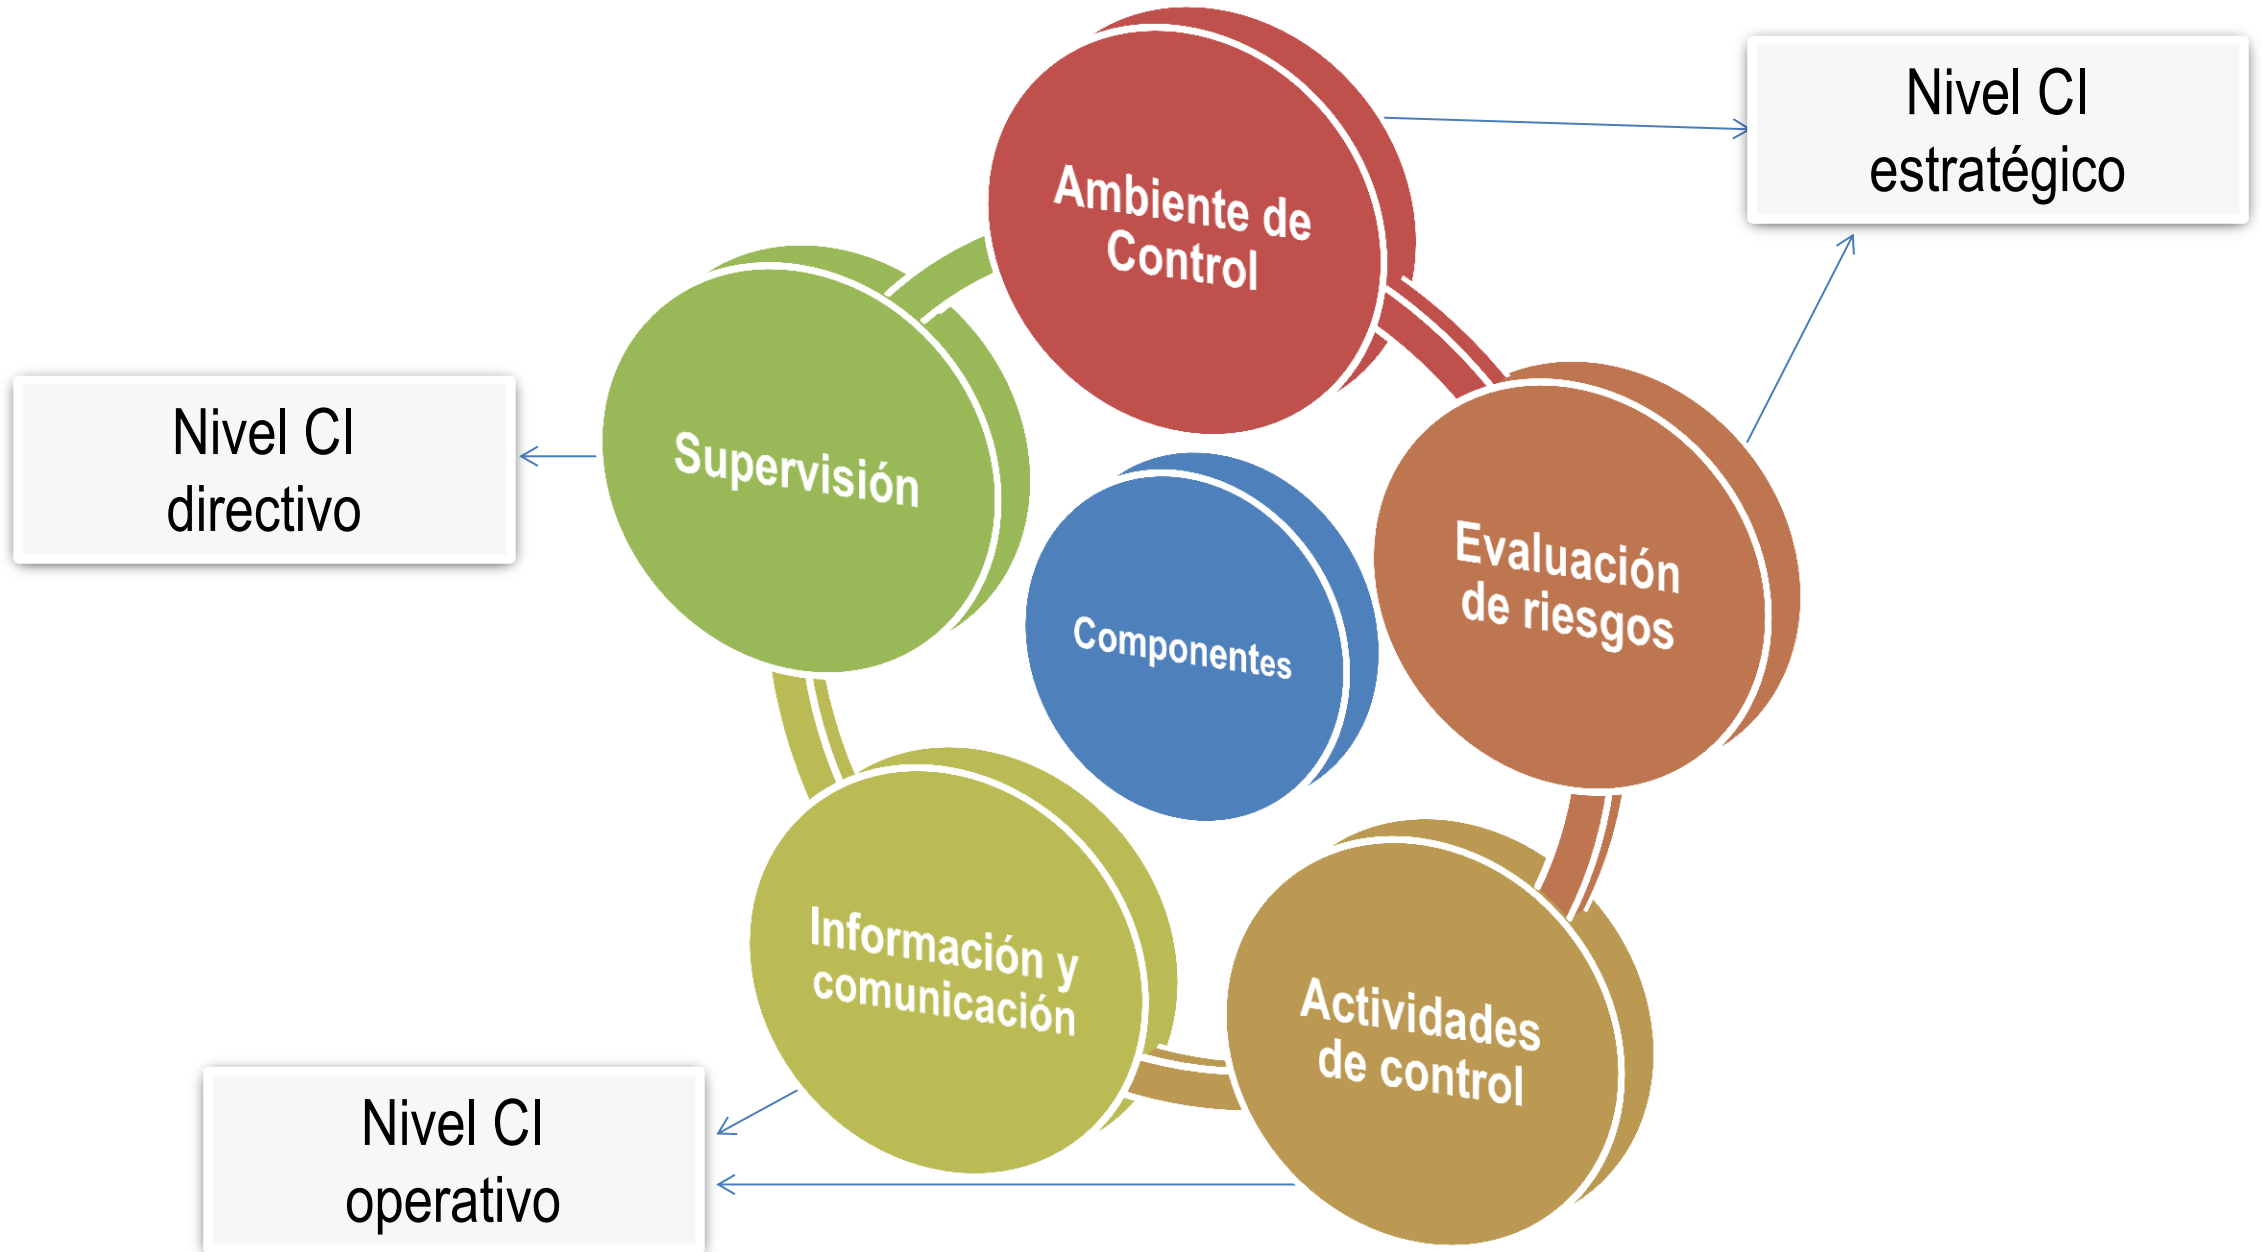 Ambiente de
Control
Nivel CI
estratégico
Supervisión
Nivel CI
directivo
Evaluación
de riesgos
Componentes
Información y
comunicación
Actividades
de control
Nivel CI
operativo